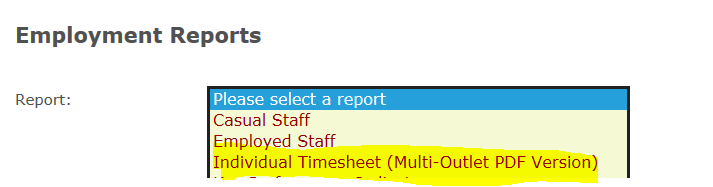 Employment Reports
Report:
Please select a report
Casual Staff
Employed Staff
Individual Timesheet (Multi-Outlet PDF Version)